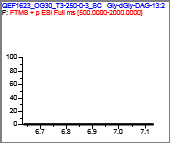 QEF1623_OG30_T3-250-0-3_SC Gly-dGly-DAG-13:2
F: FTMS + p ESI Full ms [500.0000-2000.0000]
100
80
60
40
20
0
6.7 6.8 6.9 7.0 7.1